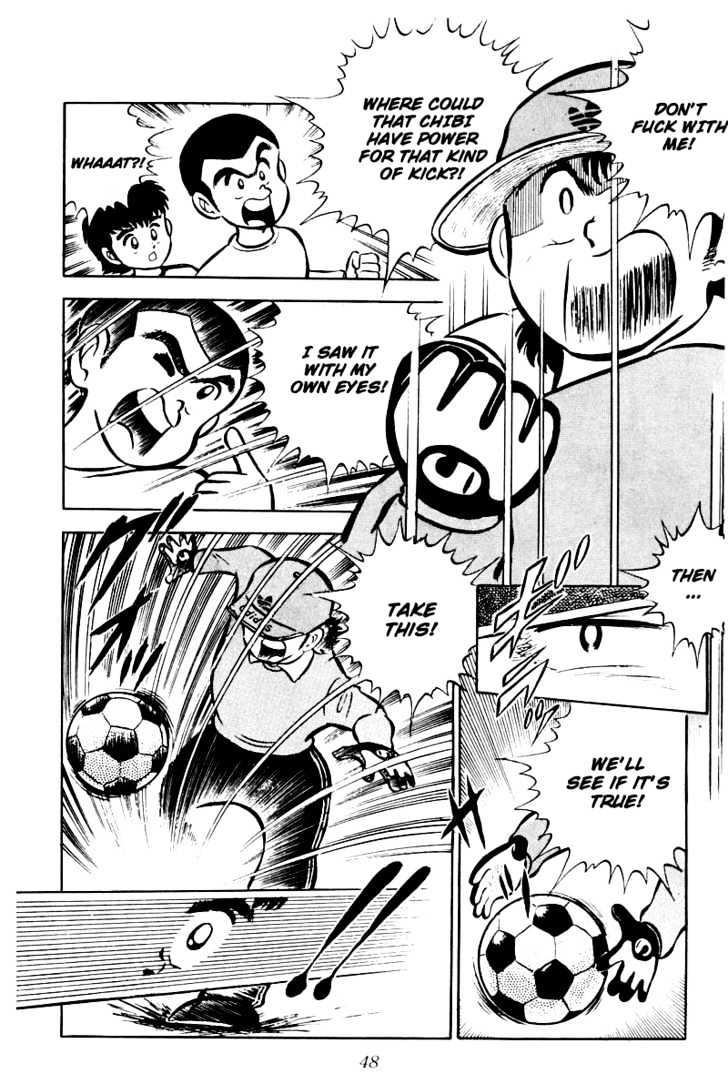 DON'T
FUCK WITH
ME!
WHERE COULD
THAT CHIBI
HAVE POWER
FOR THAT KIND
OF KICK?!
WHAAAT?!
I SAW IT
WITH MY
OWN EYES!
THEN
...
WE'LL
SEE IF IT'S
TRUE!
TAKE
THIS!
adidas
!!
48